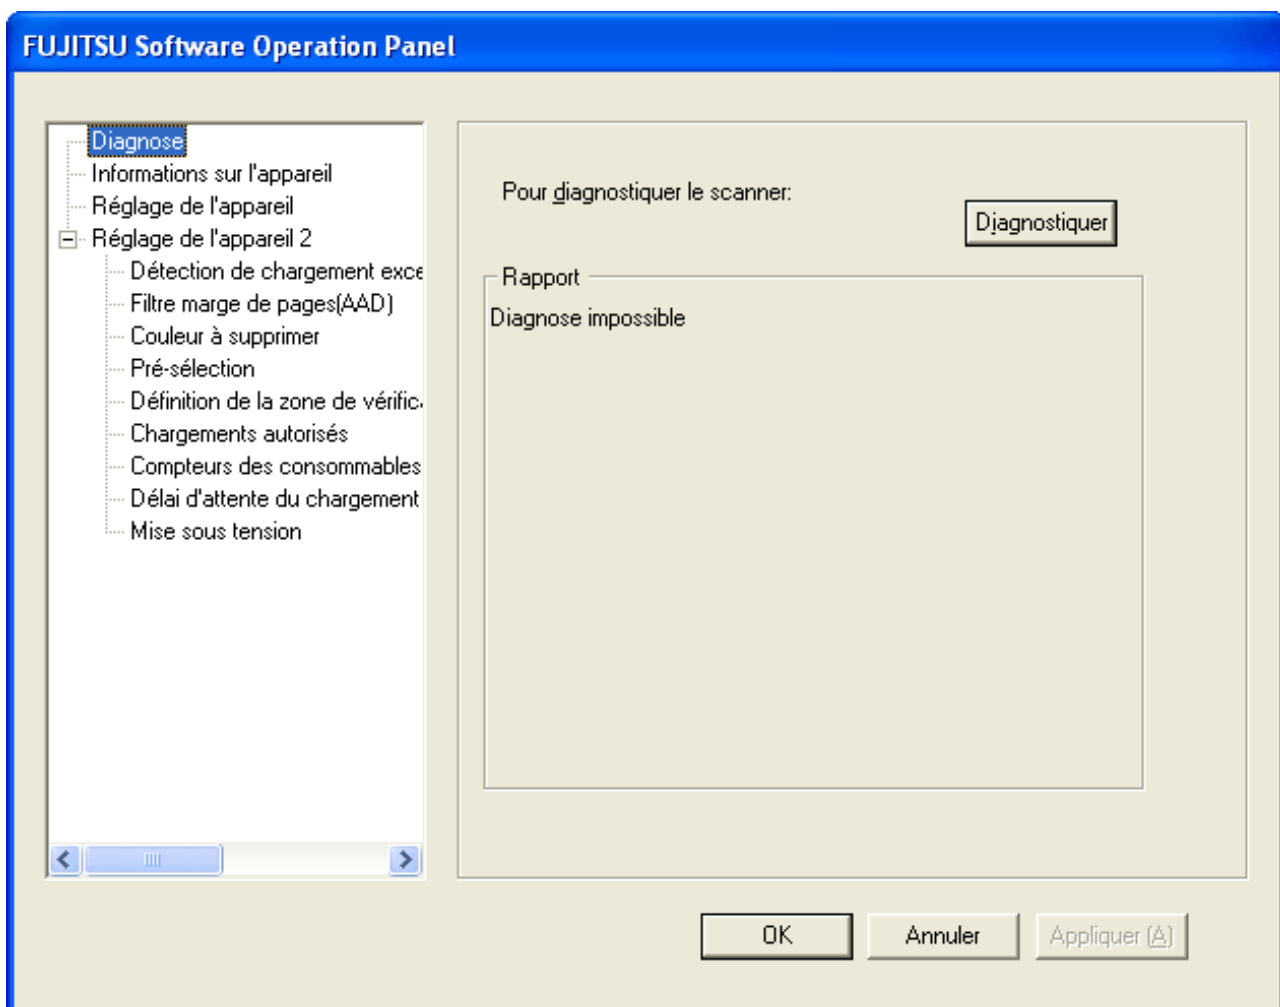 FUJITSU Software Operation Panel
Diagnose
Informations sur l'appareil
Réglage de l'appareil
Réglage de l'appareil 2
Détection de chargement exce
Filtre marge de pages(AAD)
Couleur à supprimer
Pré-sélection
Définition de la zone de vérific
Chargements autorisés
Compteurs des consommables
Délai d'attente du chargement
Mise sous tension
Pour diagnostiquer le scanner:
Diagnostiquer
Rapport
Diagnose impossible
OK
Annuler
Appliquer (A)